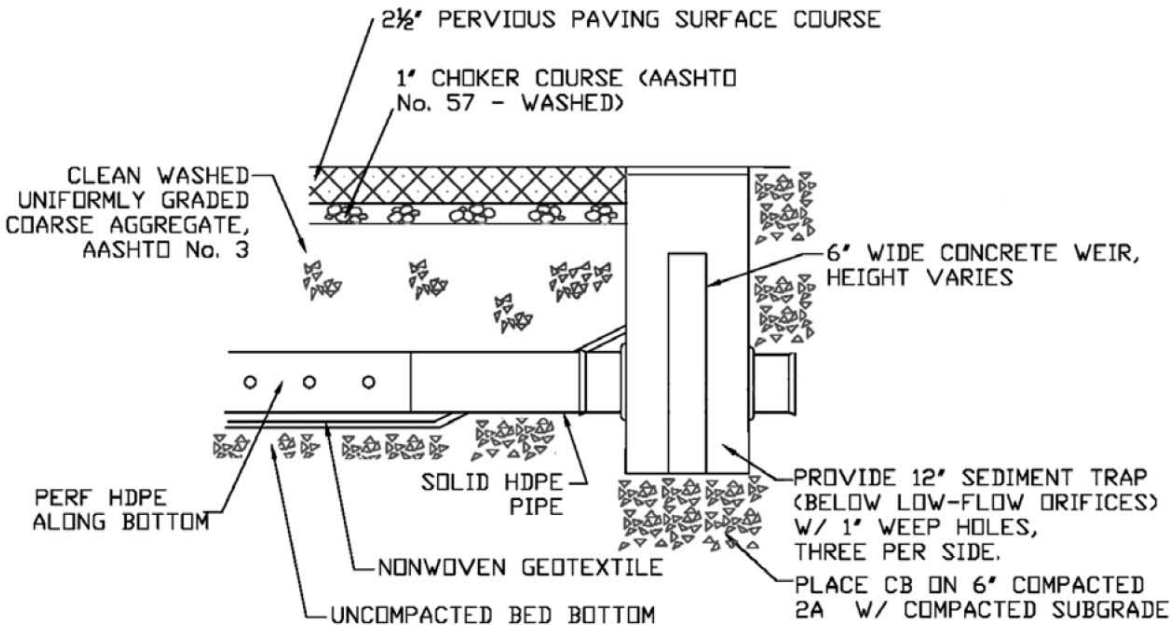 2½" PERVIOUS PAVING SURFACE COURSE
1" CHOKER COURSE (AASHTO
No. 57 - WASHED)
CLEAN WASHED
UNIFORMLY GRADED
COARSE AGGREGATE,
AASHTO No. 3
6" WIDE CONCRETE WEIR,
HEIGHT VARIES
PERF HDPE
ALONG BOTTOM
SOLID HDPE
PIPE
NONWOVEN GEOTEXTILE
UNCOMPACTED BED BOTTOM
PROVIDE 12" SEDIMENT TRAP
(BELOW LOW-FLOW ORIFICES)
W/ 1" WEEP HOLES,
THREE PER SIDE.
PLACE CB ON 6" COMPACTED
2A W/ COMPACTED SUBGRADE